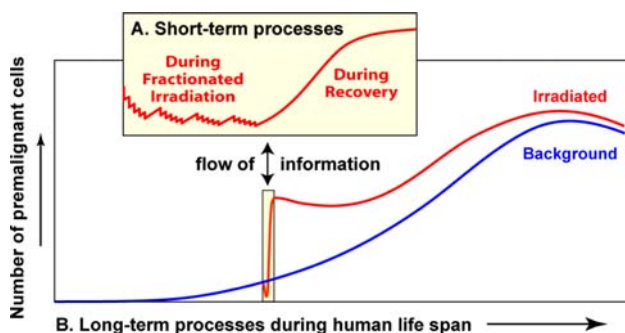 A. Short-term processes
During
Fractionated
Irradiation
During
Recovery
Irradiated
Background
flow of information
Number of premalignant cells
B. Long-term processes during human life span